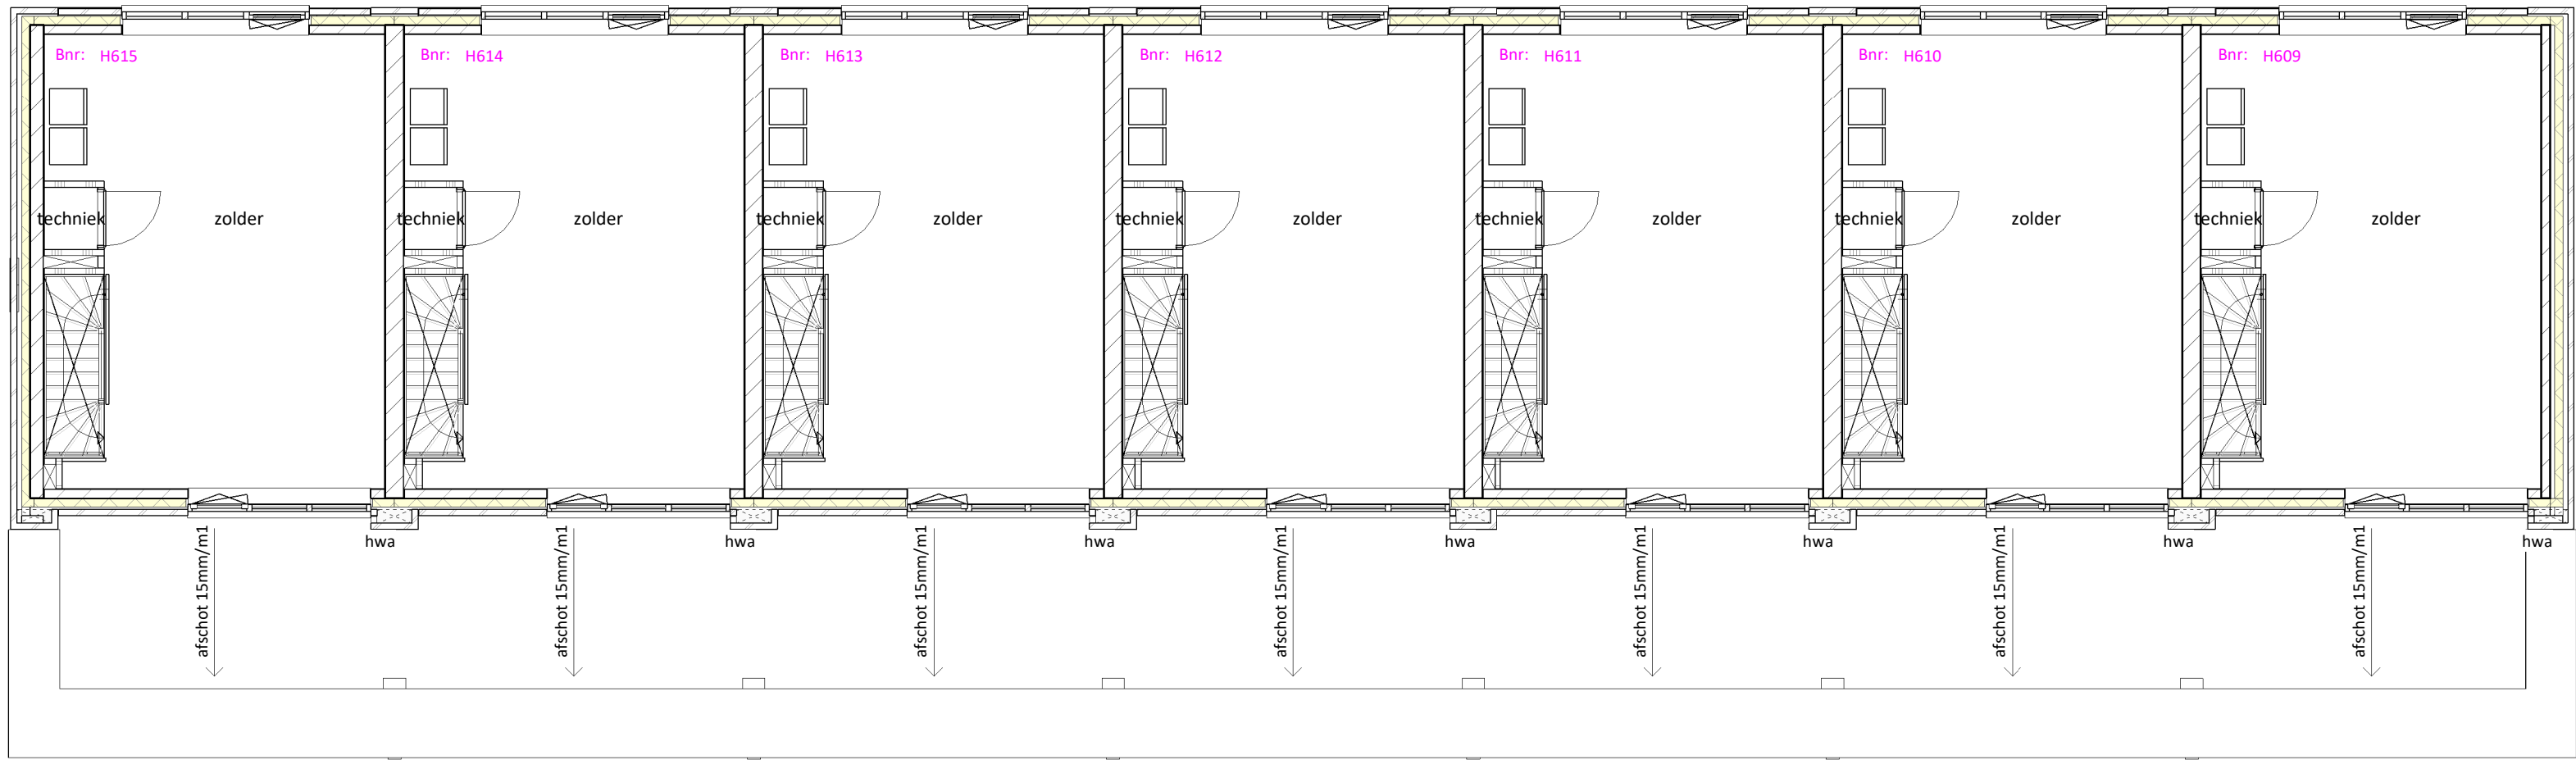 Bnr: H615
Bnr: H614
Bnr: H613
Bnr: H612
Bnr: H611
Bnr: H610
Bnr: H609
techniek
zolder
techniek
zolder
techniek
zolder
techniek
zolder
techniek
zolder
techniek
zolder
techniek
zolder
hwa
hwa
hwa
hwa
hwa
hwa
hwa
afschot 15mm/m1
afschot 15mm/m1
afschot 15mm/m1
afschot 15mm/m1
afschot 15mm/m1
afschot 15mm/m1
afschot 15mm/m1